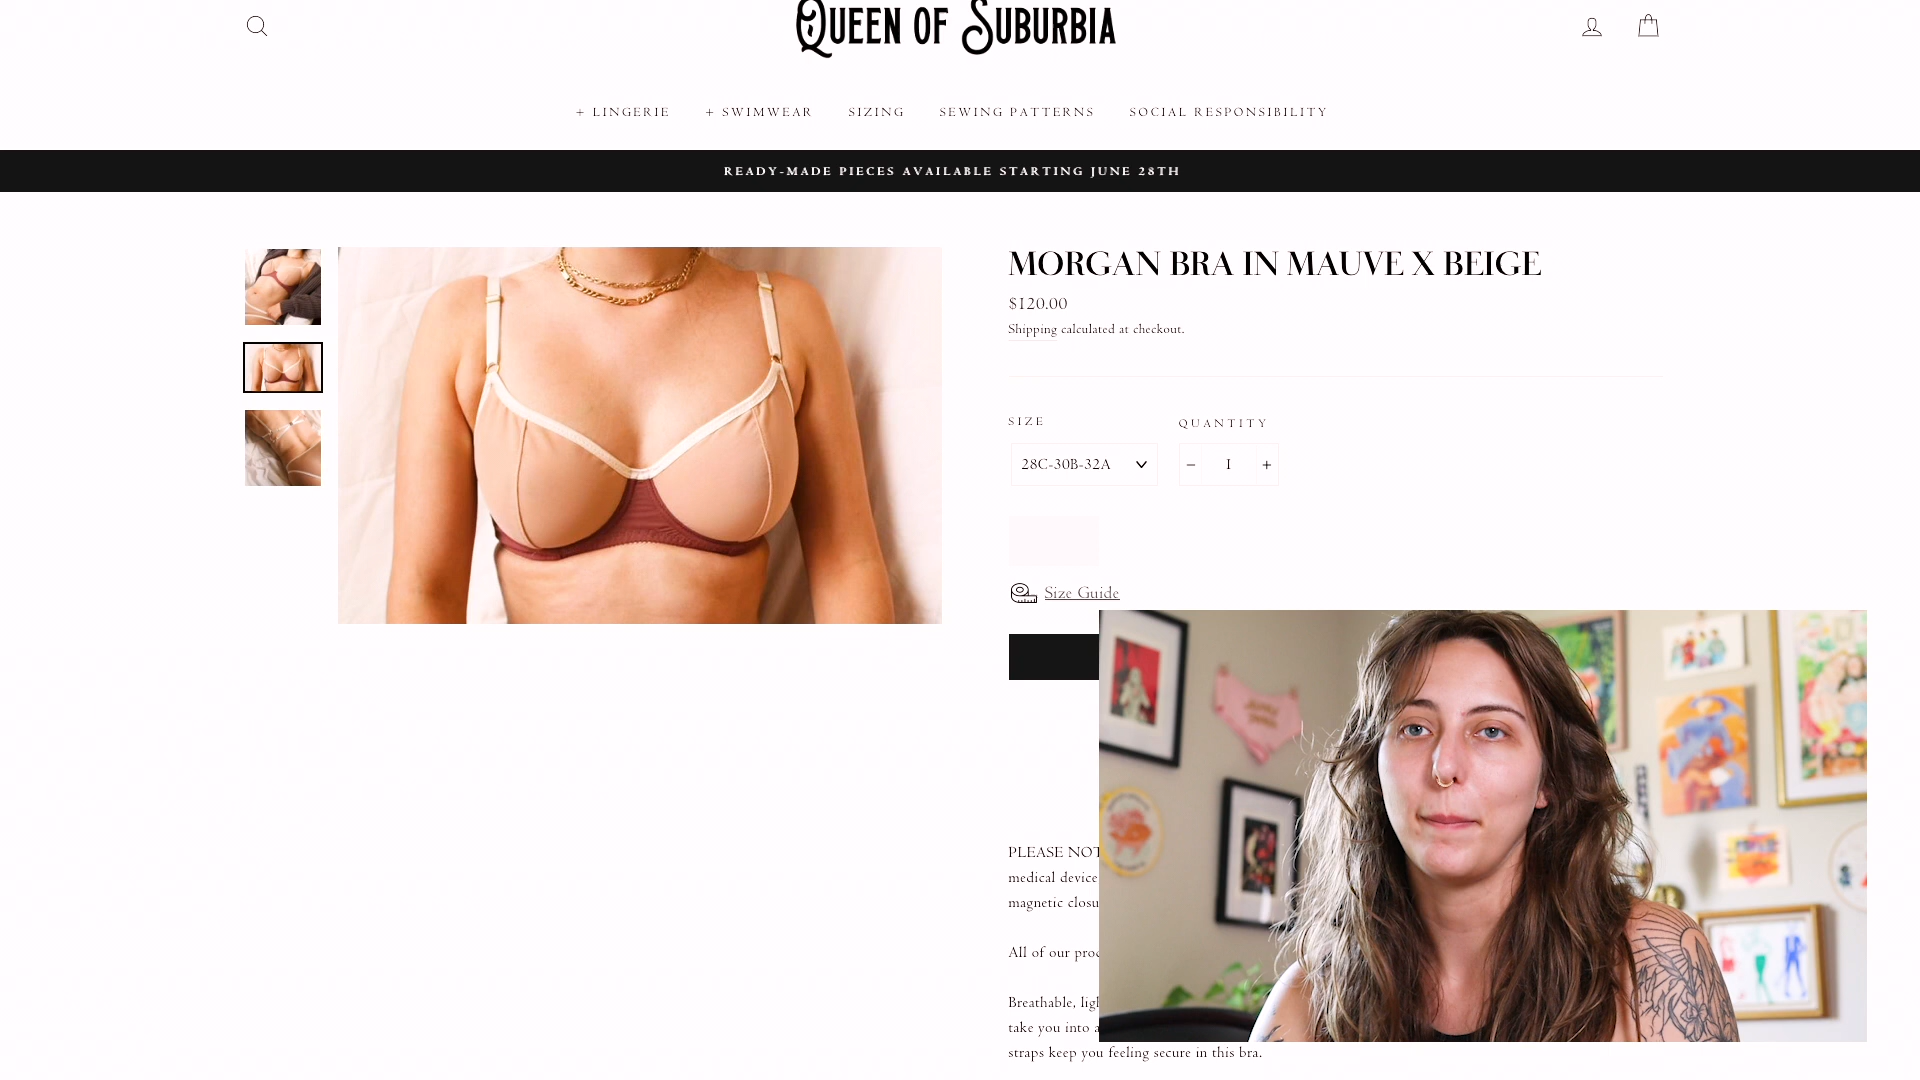 QUEEN OF SUBURBIA
+ LINGERIE + SWIMWEAR SIZING SEWING PATTERNS SOCIAL RESPONSIBILITY
READY-MADE PIECES AVAILABLE STARTING JUNE 28TH
MORGAN BRA IN MAUVE X BEIGE
$120.00
Shipping calculated at checkout.
SIZE
QUANTITY
28C-30B-32A
− 1 +
Size Guide
PLEASE NOT
medical device
magnetic closu
All of our proc
Breathable, ligh
take you into a
straps keep you feeling secure in this bra.